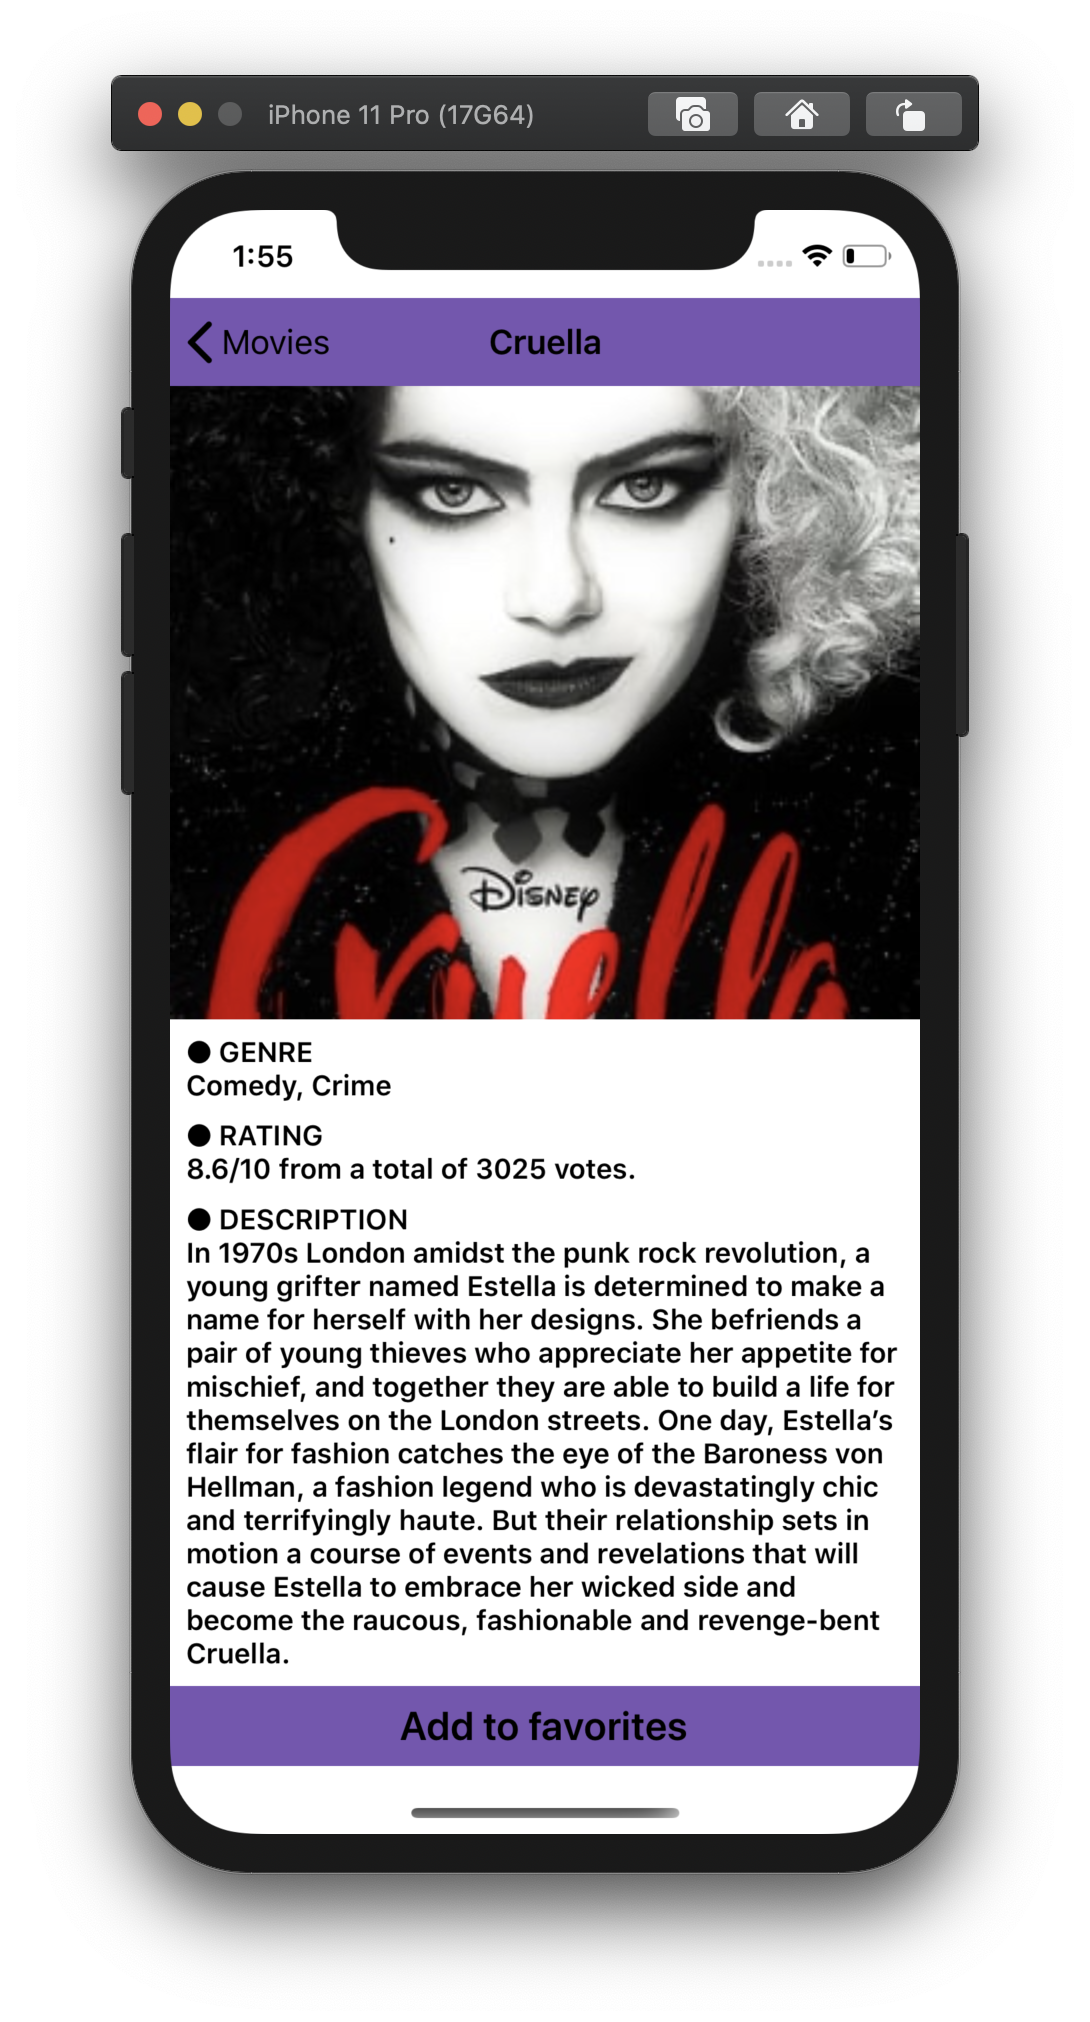 iPhone 11 Pro (17G64)
1:55
Movies
Cruella
DISNEY
Cruella
● GENRE
Comedy, Crime
● RATING
8.6/10 from a total of 3025 votes.
● DESCRIPTION
In 1970s London amidst the punk rock revolution, a
young grifter named Estella is determined to make a
name for herself with her designs. She befriends a
pair of young thieves who appreciate her appetite for
mischief, and together they are able to build a life for
themselves on the London streets. One day, Estella’s
flair for fashion catches the eye of the Baroness von
Hellman, a fashion legend who is devastatingly chic
and terrifyingly haute. But their relationship sets in
motion a course of events and revelations that will
cause Estella to embrace her wicked side and
become the raucous, fashionable and revenge-bent
Cruella.
Add to favorites